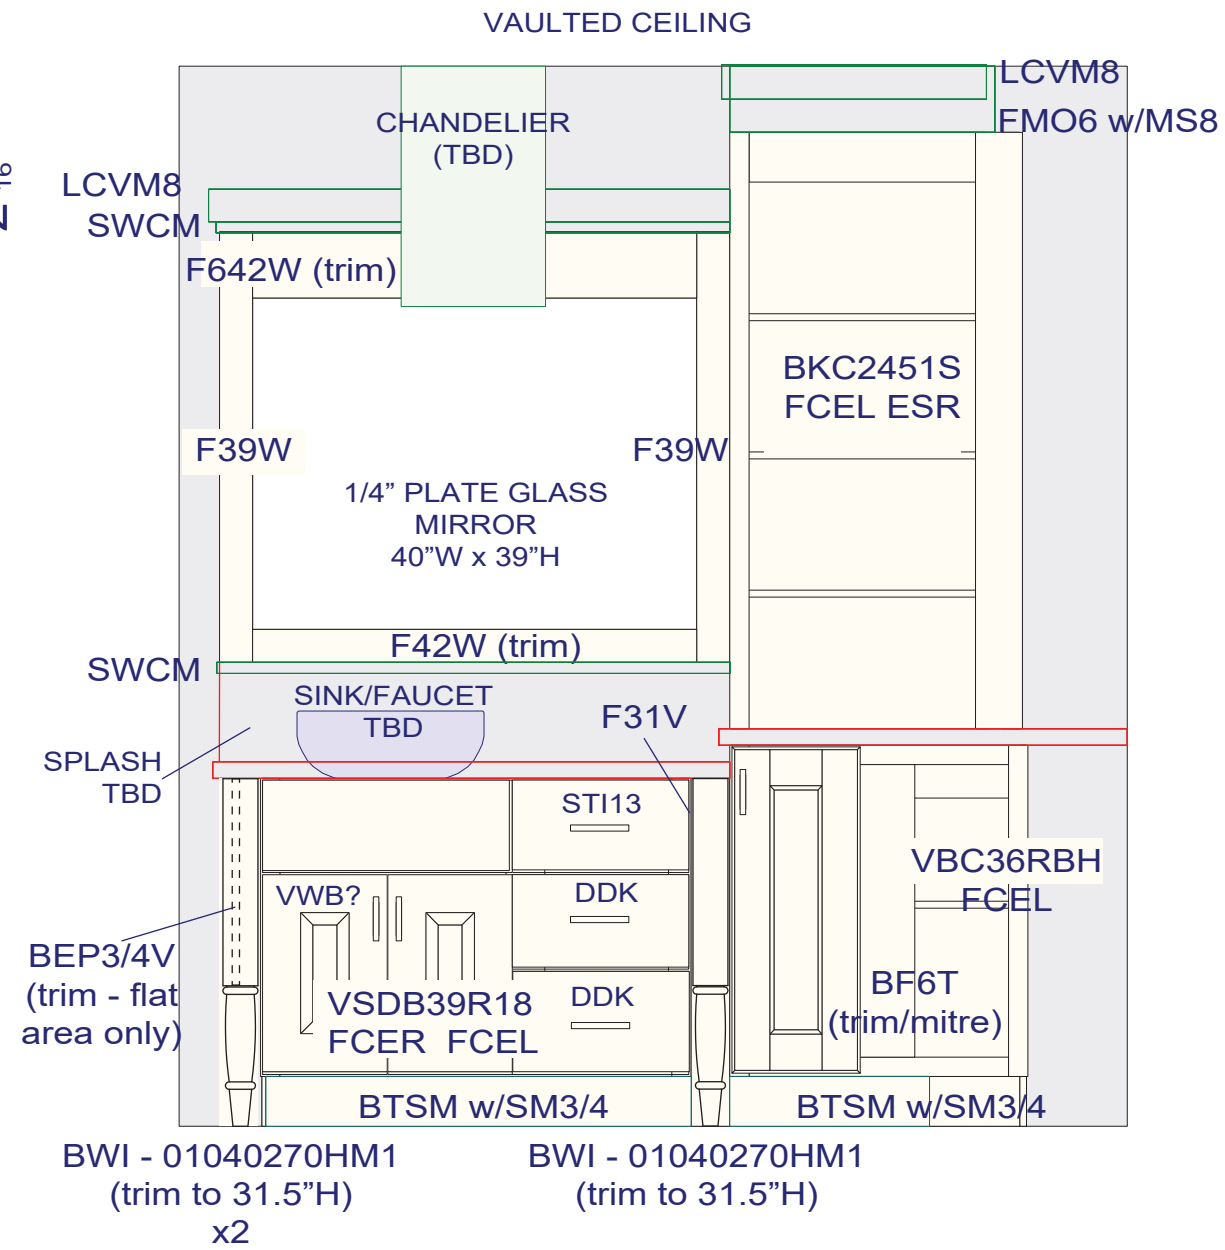 VAULTED CEILING
LCVM8
FMO6 w/MS8
CHANDELIER
(TBD)
LCVM8
SWCM
F642W (trim)
BKC2451S
FCEL ESR
F39W
F39W
1/4” PLATE GLASS
MIRROR
40”W x 39”H
F42W (trim)
SWCM
SINK/FAUCET
TBD
F31V
SPLASH
TBD
STI13
VBC36RBH
FCEL
VWB?
DDK
BEP3/4V
(trim - flat
area only)
VSDB39R18
FCER FCEL
DDK
BF6T
(trim/mitre)
BTSM w/SM3/4
BTSM w/SM3/4
BWI - 01040270HM1
(trim to 31.5”H)
x2
BWI - 01040270HM1
(trim to 31.5”H)